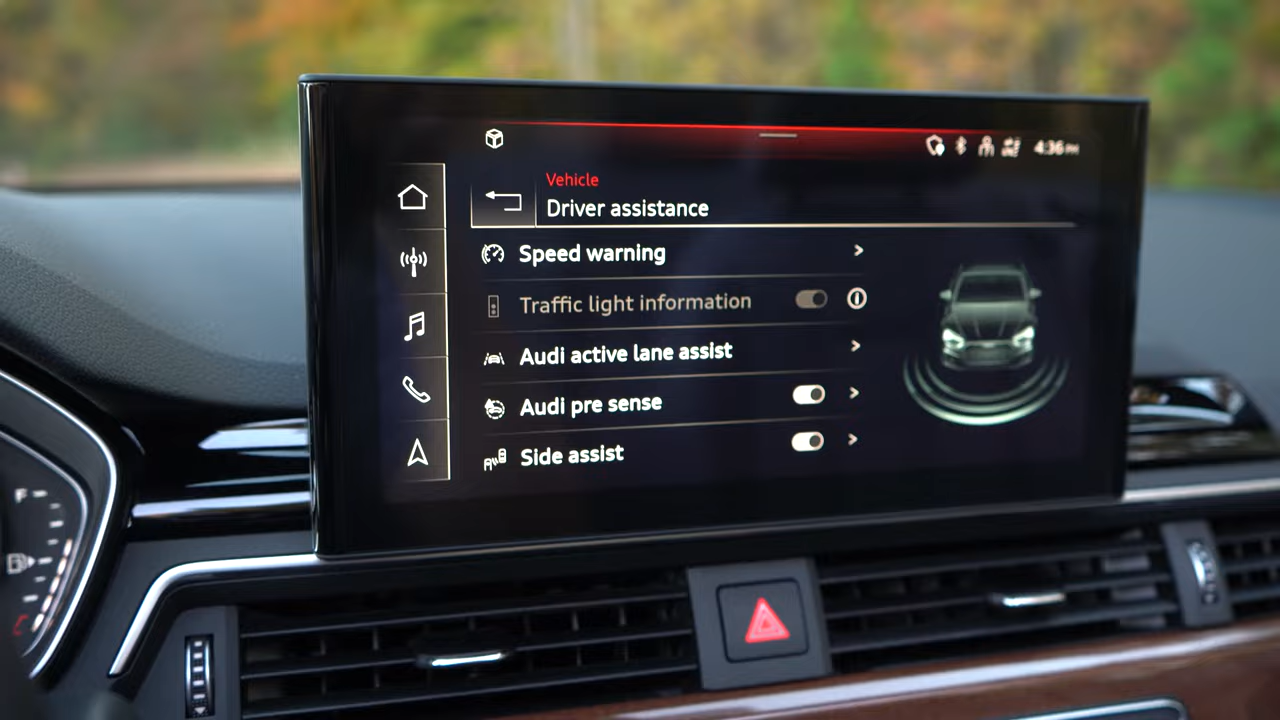 4:36 PM
Vehicle
Driver assistance
Speed warning
Traffic light information
Audi active lane assist
Audi pre sense
Side assist
F